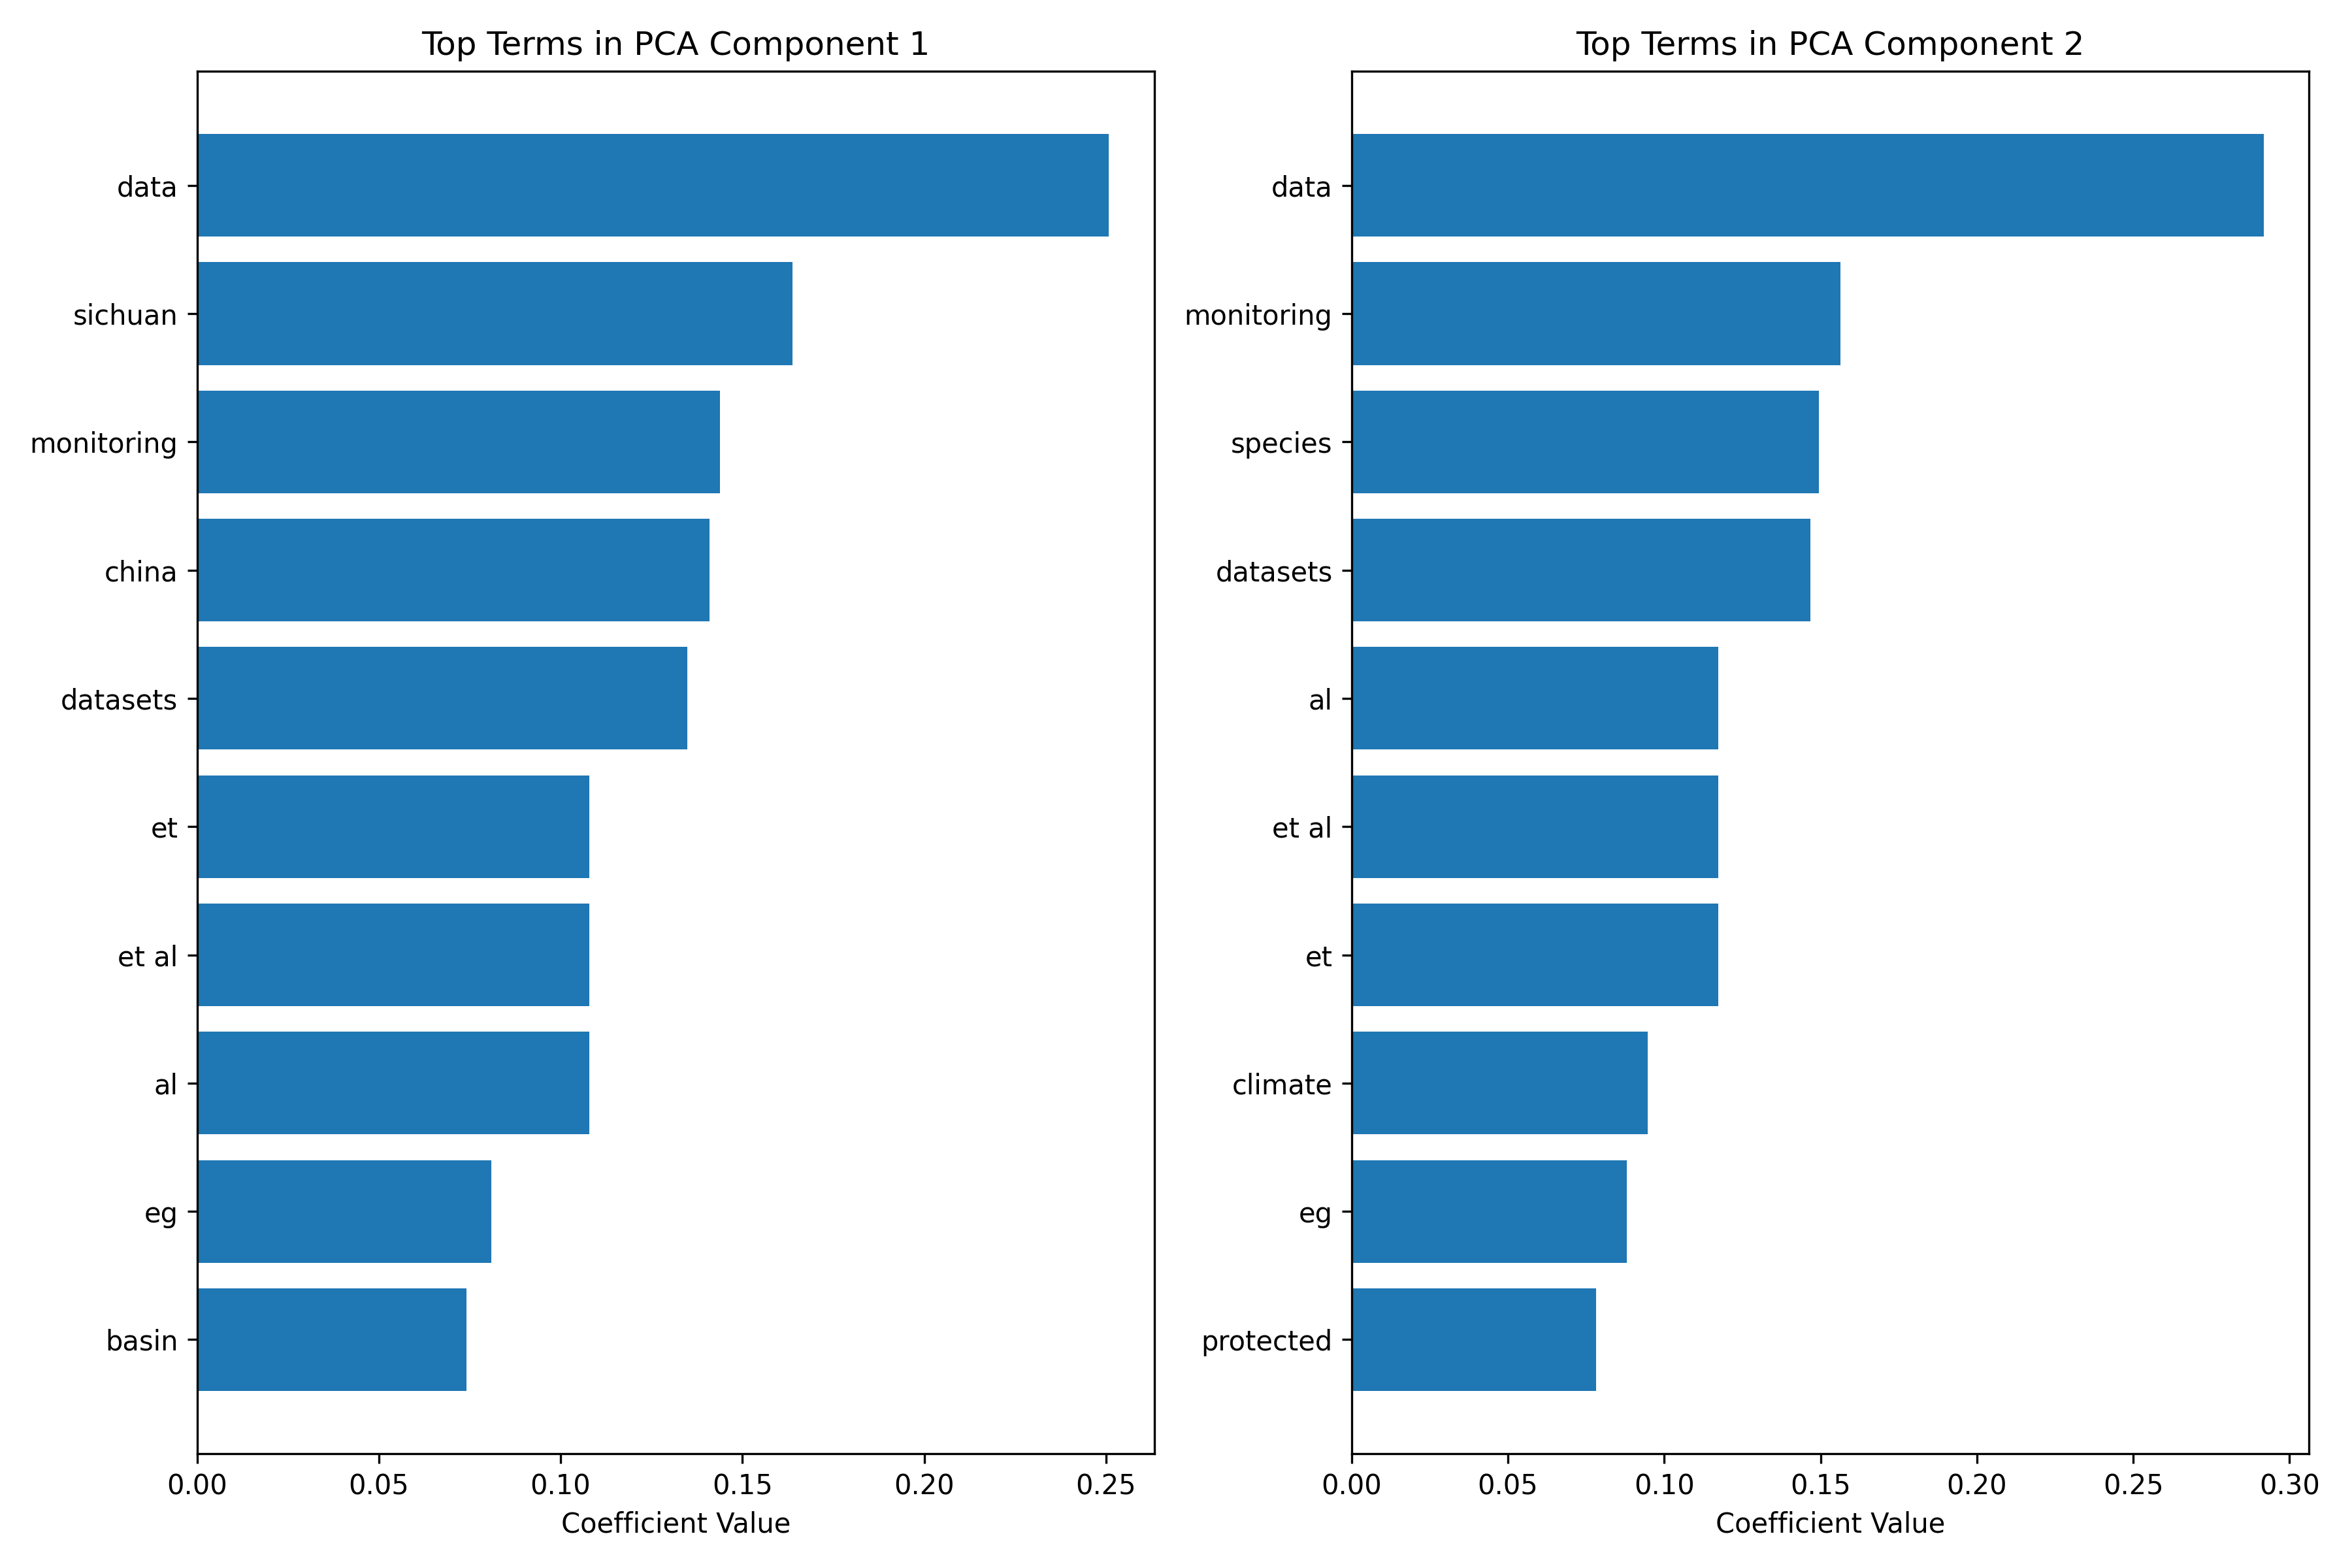 Top Terms in PCA Component 1
data
sichuan
monitoring
china
datasets
et
et al
al
eg
basin
0.00 0.05 0.10 0.15 0.20 0.25
Coefficient Value
Top Terms in PCA Component 2
data
monitoring
species
datasets
al
et al
et
climate
eg
protected
0.00 0.05 0.10 0.15 0.20 0.25 0.30
Coefficient Value